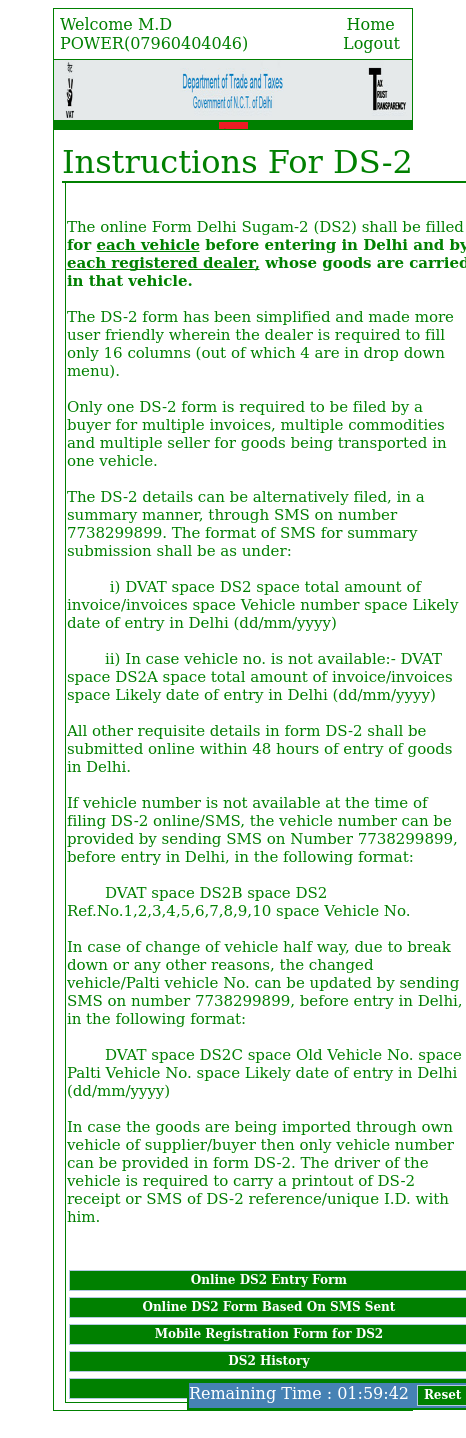 Welcome M.D Home
POWER(07960404046) Logout
VAT
Department of Trade and Taxes
Government of N.C.T. of Delhi
TAX
TRUST
TRANSPARENCY
Instructions For DS-2
The online Form Delhi Sugam-2 (DS2) shall be filled
for each vehicle before entering in Delhi and by
each registered dealer, whose goods are carried
in that vehicle.
The DS-2 form has been simplified and made more
user friendly wherein the dealer is required to fill
only 16 columns (out of which 4 are in drop down
menu).
Only one DS-2 form is required to be filed by a
buyer for multiple invoices, multiple commodities
and multiple seller for goods being transported in
one vehicle.
The DS-2 details can be alternatively filed, in a
summary manner, through SMS on number
7738299899. The format of SMS for summary
submission shall be as under:
i) DVAT space DS2 space total amount of
invoice/invoices space Vehicle number space Likely
date of entry in Delhi (dd/mm/yyyy)
ii) In case vehicle no. is not available:- DVAT
space DS2A space total amount of invoice/invoices
space Likely date of entry in Delhi (dd/mm/yyyy)
All other requisite details in form DS-2 shall be
submitted online within 48 hours of entry of goods
in Delhi.
If vehicle number is not available at the time of
filing DS-2 online/SMS, the vehicle number can be
provided by sending SMS on Number 7738299899,
before entry in Delhi, in the following format:
DVAT space DS2B space DS2
Ref.No.1,2,3,4,5,6,7,8,9,10 space Vehicle No.
In case of change of vehicle half way, due to break
down or any other reasons, the changed
vehicle/Palti vehicle No. can be updated by sending
SMS on number 7738299899, before entry in Delhi,
in the following format:
DVAT space DS2C space Old Vehicle No. space
Palti Vehicle No. space Likely date of entry in Delhi
(dd/mm/yyyy)
In case the goods are being imported through own
vehicle of supplier/buyer then only vehicle number
can be provided in form DS-2. The driver of the
vehicle is required to carry a printout of DS-2
receipt or SMS of DS-2 reference/unique I.D. with
him.
Online DS2 Entry Form
Online DS2 Form Based On SMS Sent
Mobile Registration Form for DS2
DS2 History
Remaining Time : 01:59:42 Reset